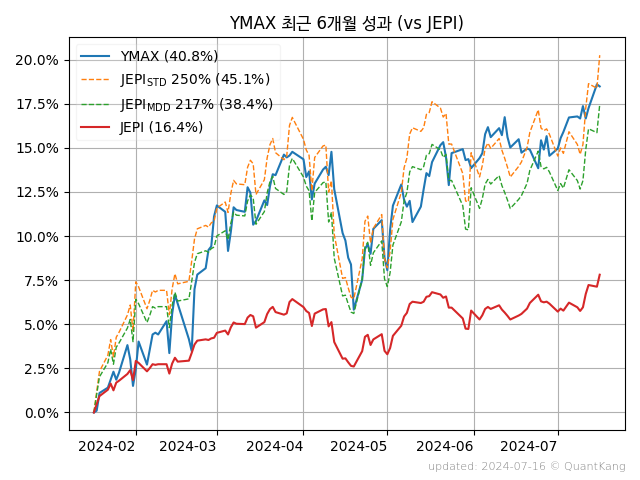 YMAX 최근 6개월 성과 (vs JEPI)
YMAX (40.8%)
JEPI_STD 250% (45.1%)
JEPI_MDD 217% (38.4%)
JEPI (16.4%)
20.0%
17.5%
15.0%
12.5%
10.0%
7.5%
5.0%
2.5%
0.0%
2024-02 2024-03 2024-04 2024-05 2024-06 2024-07
updated: 2024-07-16 © QuantKang